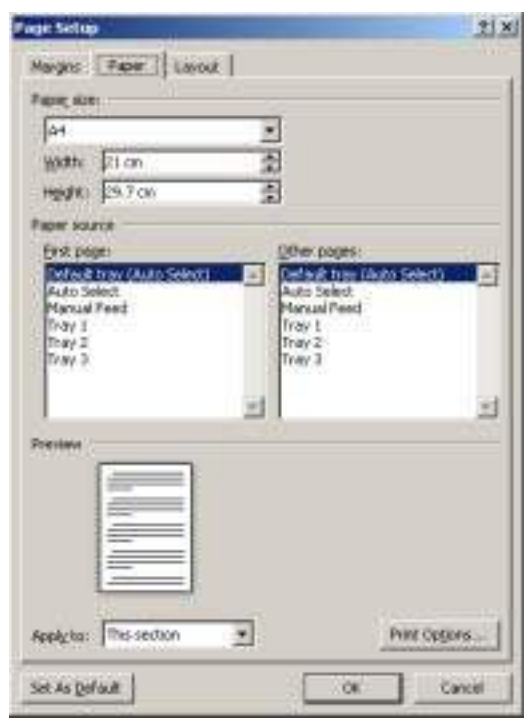 Page Setup
Margins Paper Layout
Paper size:
A4
Width: 21 cm
Height: 29.7 cm
Paper source
First page: Other pages:
Default tray (Auto Select) Default tray (Auto Select)
Auto Select Auto Select
Manual Feed Manual Feed
Tray 1 Tray 1
Tray 2 Tray 2
Tray 3 Tray 3
Preview
Apply to: This section Print Options...
Set As Default OK Cancel